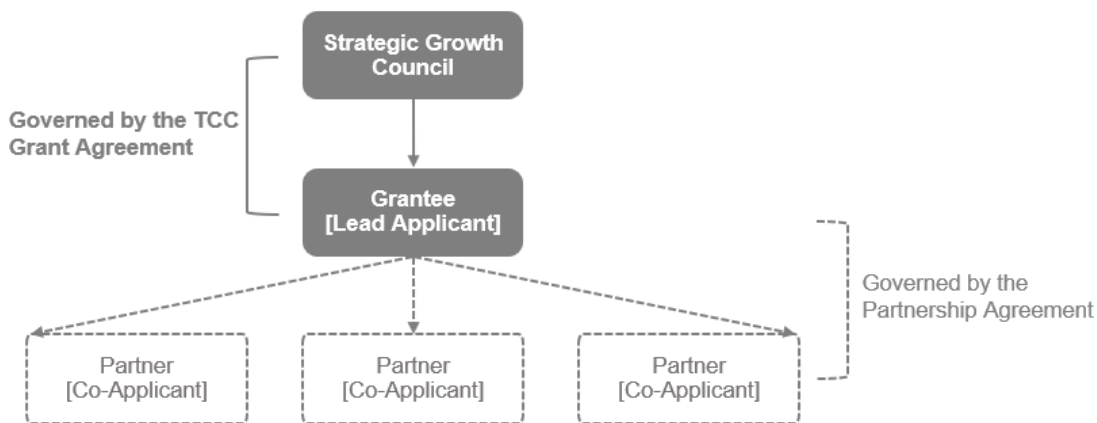 Strategic Growth
Council
Governed by the TCC
Grant Agreement
Grantee
[Lead Applicant]
Governed by the
Partnership Agreement
Partner
[Co-Applicant]
Partner
[Co-Applicant]
Partner
[Co-Applicant]